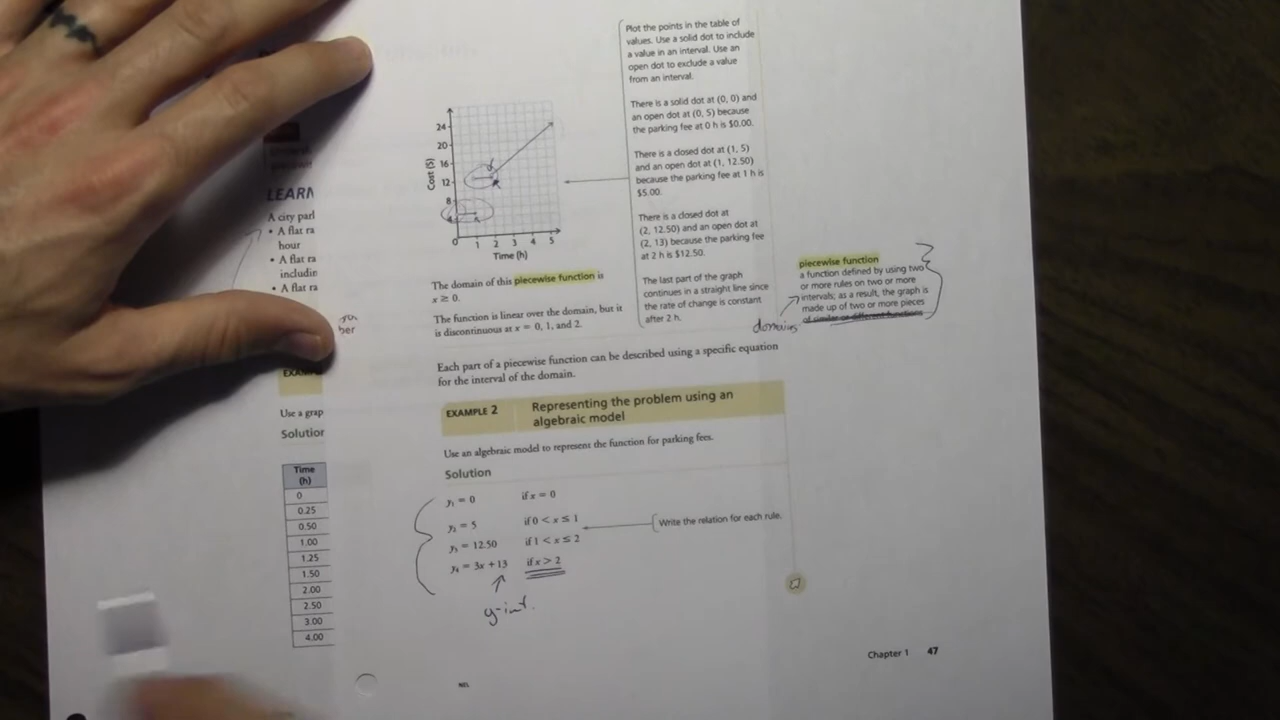 LEARN
A city parl
• A flat ra
hour
• A flat ra
includin
• A flat ra
Use a grap
Solution
Time
(h)
0
0.25
0.50
1.00
1.25
1.50
2.00
2.50
3.00
4.00
Cost ($)
24
20
16
12
8
4
0
1 2 3 4 5
Time (h)
Plot the points in the table of
values. Use a solid dot to include
a value in an interval. Use an
open dot to exclude a value
from an interval.
There is a solid dot at (0, 0) and
an open dot at (0, 5) because
the parking fee at 0 h is $0.00.
There is a closed dot at (1, 5)
and an open dot at (1, 12.50)
because the parking fee at 1 h is
$5.00.
There is a closed dot at
(2, 12.50) and an open dot at
(2, 13) because the parking fee
at 2 h is $12.50.
The last part of the graph
continues in a straight line since
the rate of change is constant
after 2 h.
The domain of this piecewise function is
x ≥ 0.
The function is linear over the domain, but it
is discontinuous at x = 0, 1, and 2.
piecewise function
a function defined by using two
or more rules on two or more
intervals; as a result, the graph is
made up of two or more pieces
of similar or different functions
domains
Each part of a piecewise function can be described using a specific equation
for the interval of the domain.
EXAMPLE 2 Representing the problem using an
algebraic model
Use an algebraic model to represent the function for parking fees.
Solution
y₁ = 0 if x = 0
y₂ = 5 if 0 < x ≤ 1
y₃ = 12.50 if 1 < x ≤ 2
y₄ = 3x + 13 if x > 2
Write the relation for each rule.
y-int.
Chapter 1 47
NEL